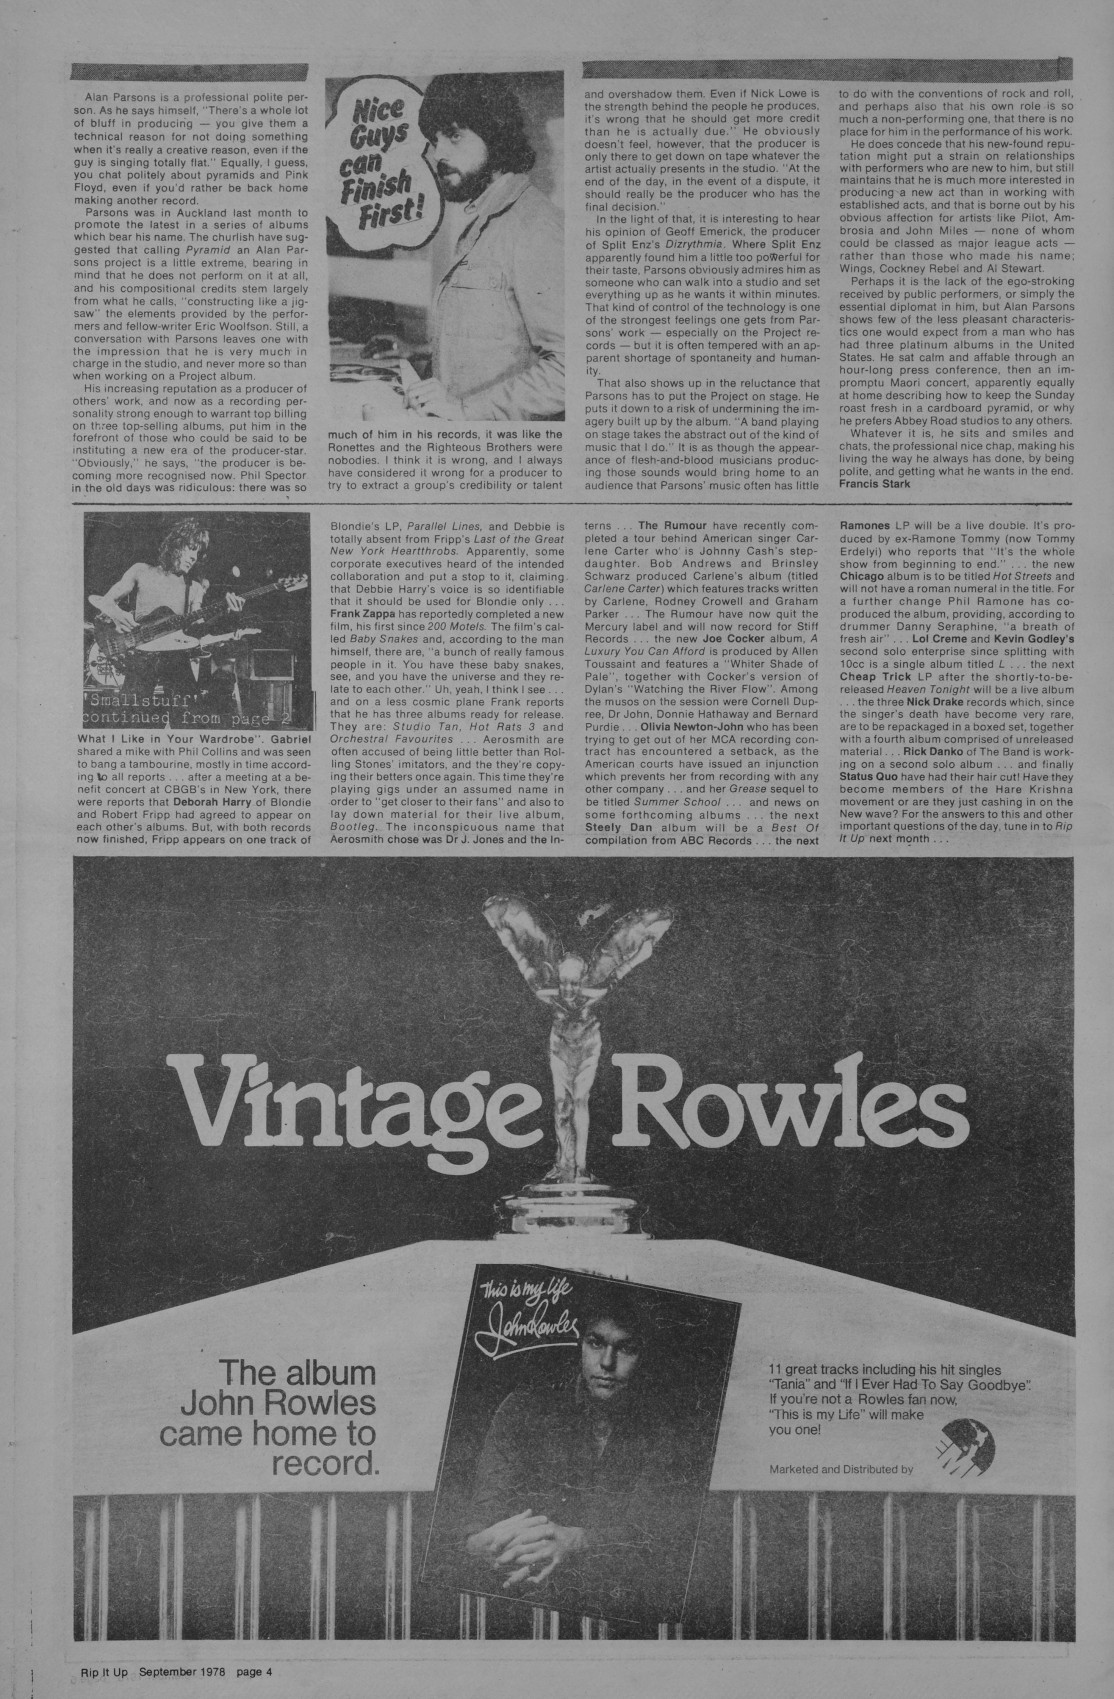 Alan Parsons is a professional polite per-
son. As he says himself, "There's a whole lot
of bluff in producing — you give them a
technical reason for not doing something
when it's really a creative reason, even if the
guy is singing totally flat." Equally, I guess,
you chat politely about pyramids and Pink
Floyd, even if you'd rather be back home
making another record.
Parsons was in Auckland last month to
promote the latest in a series of albums
which bear his name. The churlish have sug-
gested that calling Pyramid an Alan Par-
sons project is a little extreme, bearing in
mind that he does not perform on it at all,
and his compositional credits stem largely
from what he calls, "constructing like a jig-
saw" the elements provided by the perfor-
mers and fellow-writer Eric Woolfson. Still, a
conversation with Parsons leaves one with
the impression that he is very much in
charge in the studio, and never more so than
when working on a Project album.
His increasing reputation as a producer of
others' work, and now as a recording per-
sonality strong enough to warrant top billing
on three top-selling albums, put him in the
forefront of those who could be said to be
instituting a new era of the producer-star.
"Obviously," he says, "the producer is be-
coming more recognised now. Phil Spector
in the old days was ridiculous: there was so
Nice
Guys
can
Finish
First!
much of him in his records, it was like the
Ronettes and the Righteous Brothers were
nobodies. I think it is wrong, and I always
have considered it wrong for a producer to
try to extract a group's credibility or talent
and overshadow them. Even if Nick Lowe is
the strength behind the people he produces,
it's wrong that he should get more credit
than he is actually due." He obviously
doesn't feel, however, that the producer is
only there to get down on tape whatever the
artist actually presents in the studio. "At the
end of the day, in the event of a dispute, it
should really be the producer who has the
final decision."
In the light of that, it is interesting to hear
his opinion of Geoff Emerick, the producer
of Split Enz's Dizrythmia. Where Split Enz
apparently found him a little too powerful for
their taste, Parsons obviously admires him as
someone who can walk into a studio and set
everything up as he wants it within minutes.
That kind of control of the technology is one
of the strongest feelings one gets from Par-
sons' work — especially on the Project re-
cords — but it is often tempered with an ap-
parent shortage of spontaneity and human-
ity.
That also shows up in the reluctance that
Parsons has to put the Project on stage. He
puts it down to a risk of undermining the im-
agery built up by the album. "A band playing
on stage takes the abstract out of the kind of
music that I do." It is as though the appear-
ance of flesh-and-blood musicians produc-
ing those sounds would bring home to an
audience that Parsons' music often has little
to do with the conventions of rock and roll,
and perhaps also that his own role is so
much a non-performing one, that there is no
place for him in the performance of his work.
He does concede that his new-found repu-
tation might put a strain on relationships
with performers who are new to him, but still
maintains that he is much more interested in
producing a new act than in working with
established acts, and that is borne out by his
obvious affection for artists like Pilot, Am-
brosia and John Miles — none of whom
could be classed as major league acts —
rather than those who made his name;
Wings, Cockney Rebel and Al Stewart.
Perhaps it is the lack of the ego-stroking
received by public performers, or simply the
essential diplomat in him, but Alan Parsons
shows few of the less pleasant characteris-
tics one would expect from a man who has
had three platinum albums in the United
States. He sat calm and affable through an
hour-long press conference, then an im-
promptu Maori concert, apparently equally
at home describing how to keep the Sunday
roast fresh in a cardboard pyramid, or why
he prefers Abbey Road studios to any others.
Whatever it is, he sits and smiles and
chats, the professional nice chap, making his
living the way he always has done, by being
polite, and getting what he wants in the end.
Francis Stark
'Smallstuff'
continued from page 2
What I Like in Your Wardrobe". Gabriel
shared a mike with Phil Collins and was seen
to bang a tambourine, mostly in time accord-
ing to all reports . . . after a meeting at a be-
nefit concert at CBGB's in New York, there
were reports that Deborah Harry of Blondie
and Robert Fripp had agreed to appear on
each other's albums. But, with both records
now finished, Fripp appears on one track of
Blondie's LP, Parallel Lines, and Debbie is
totally absent from Fripp's Last of the Great
New York Heartthrobs. Apparently, some
corporate executives heard of the intended
collaboration and put a stop to it, claiming
that Debbie Harry's voice is so identifiable
that it should be used for Blondie only . . .
Frank Zappa has reportedly completed a new
film, his first since 200 Motels. The film's cal-
led Baby Snakes and, according to the man
himself, there are, "a bunch of really famous
people in it. You have these baby snakes,
see, and you have the universe and they re-
late to each other." Uh, yeah, I think I see . . .
and on a less cosmic plane Frank reports
that he has three albums ready for release.
They are: Studio Tan, Hot Rats 3 and
Orchestral Favourites . . . Aerosmith are
often accused of being little better than Rol-
ling Stones' imitators, and the they're copy-
ing their betters once again. This time they're
playing gigs under an assumed name in
order to "get closer to their fans" and also to
lay down material for their live album,
Bootleg. The inconspicuous name that
Aerosmith chose was Dr J. Jones and the In-
terns . . . The Rumour have recently com-
pleted a tour behind American singer Car-
lene Carter who is Johnny Cash's step-
daughter. Bob Andrews and Brinsley
Schwarz produced Carlene's album (titled
Carlene Carter) which features tracks written
by Carlene, Rodney Crowell and Graham
Parker . . . The Rumour have now quit the
Mercury label and will now record for Stiff
Records . . . the new Joe Cocker album, A
Luxury You Can Afford is produced by Allen
Toussaint and features a "Whiter Shade of
Pale", together with Cocker's version of
Dylan's "Watching the River Flow". Among
the musos on the session were Cornell Dup-
ree, Dr John, Donnie Hathaway and Bernard
Purdie . . . Olivia Newton-John who has been
trying to get out of her MCA recording con-
tract has encountered a setback, as the
American courts have issued an injunction
which prevents her from recording with any
other company . . . and her Grease sequel to
be titled Summer School . . . and news on
some forthcoming albums . . . the next
Steely Dan album will be a Best Of
compilation from ABC Records . . . the next
Ramones LP will be a live double. It's pro-
duced by ex-Ramone Tommy (now Tommy
Erdelyi) who reports that "It's the whole
show from beginning to end." . . . the new
Chicago album is to be titled Hot Streets and
will not have a roman numeral in the title. For
a further change Phil Ramone has co-
produced the album, providing, according to
drummer Danny Seraphine, "a breath of
fresh air" . . . Lol Creme and Kevin Godley's
second solo enterprise since splitting with
10cc is a single album titled L . . . the next
Cheap Trick LP after the shortly-to-be-
released Heaven Tonight will be a live album
. . . the three Nick Drake records which, since
the singer's death have become very rare,
are to be repackaged in a boxed set, together
with a fourth album comprised of unreleased
material . . . Rick Danko of The Band is work-
ing on a second solo album . . . and finally
Status Quo have had their hair cut! Have they
become members of the Hare Krishna
movement or are they just cashing in on the
New wave? For the answers to this and other
important questions of the day, tune in to Rip
It Up next month . . .
Vintage Rowles
This is my life
John Rowles
The album
John Rowles
came home to
record.
11 great tracks including his hit singles
"Tania" and "If I Ever Had To Say Goodbye".
If you're not a Rowles fan now,
"This is my Life" will make
you one!
Marketed and Distributed by
Rip It Up September 1978 page 4